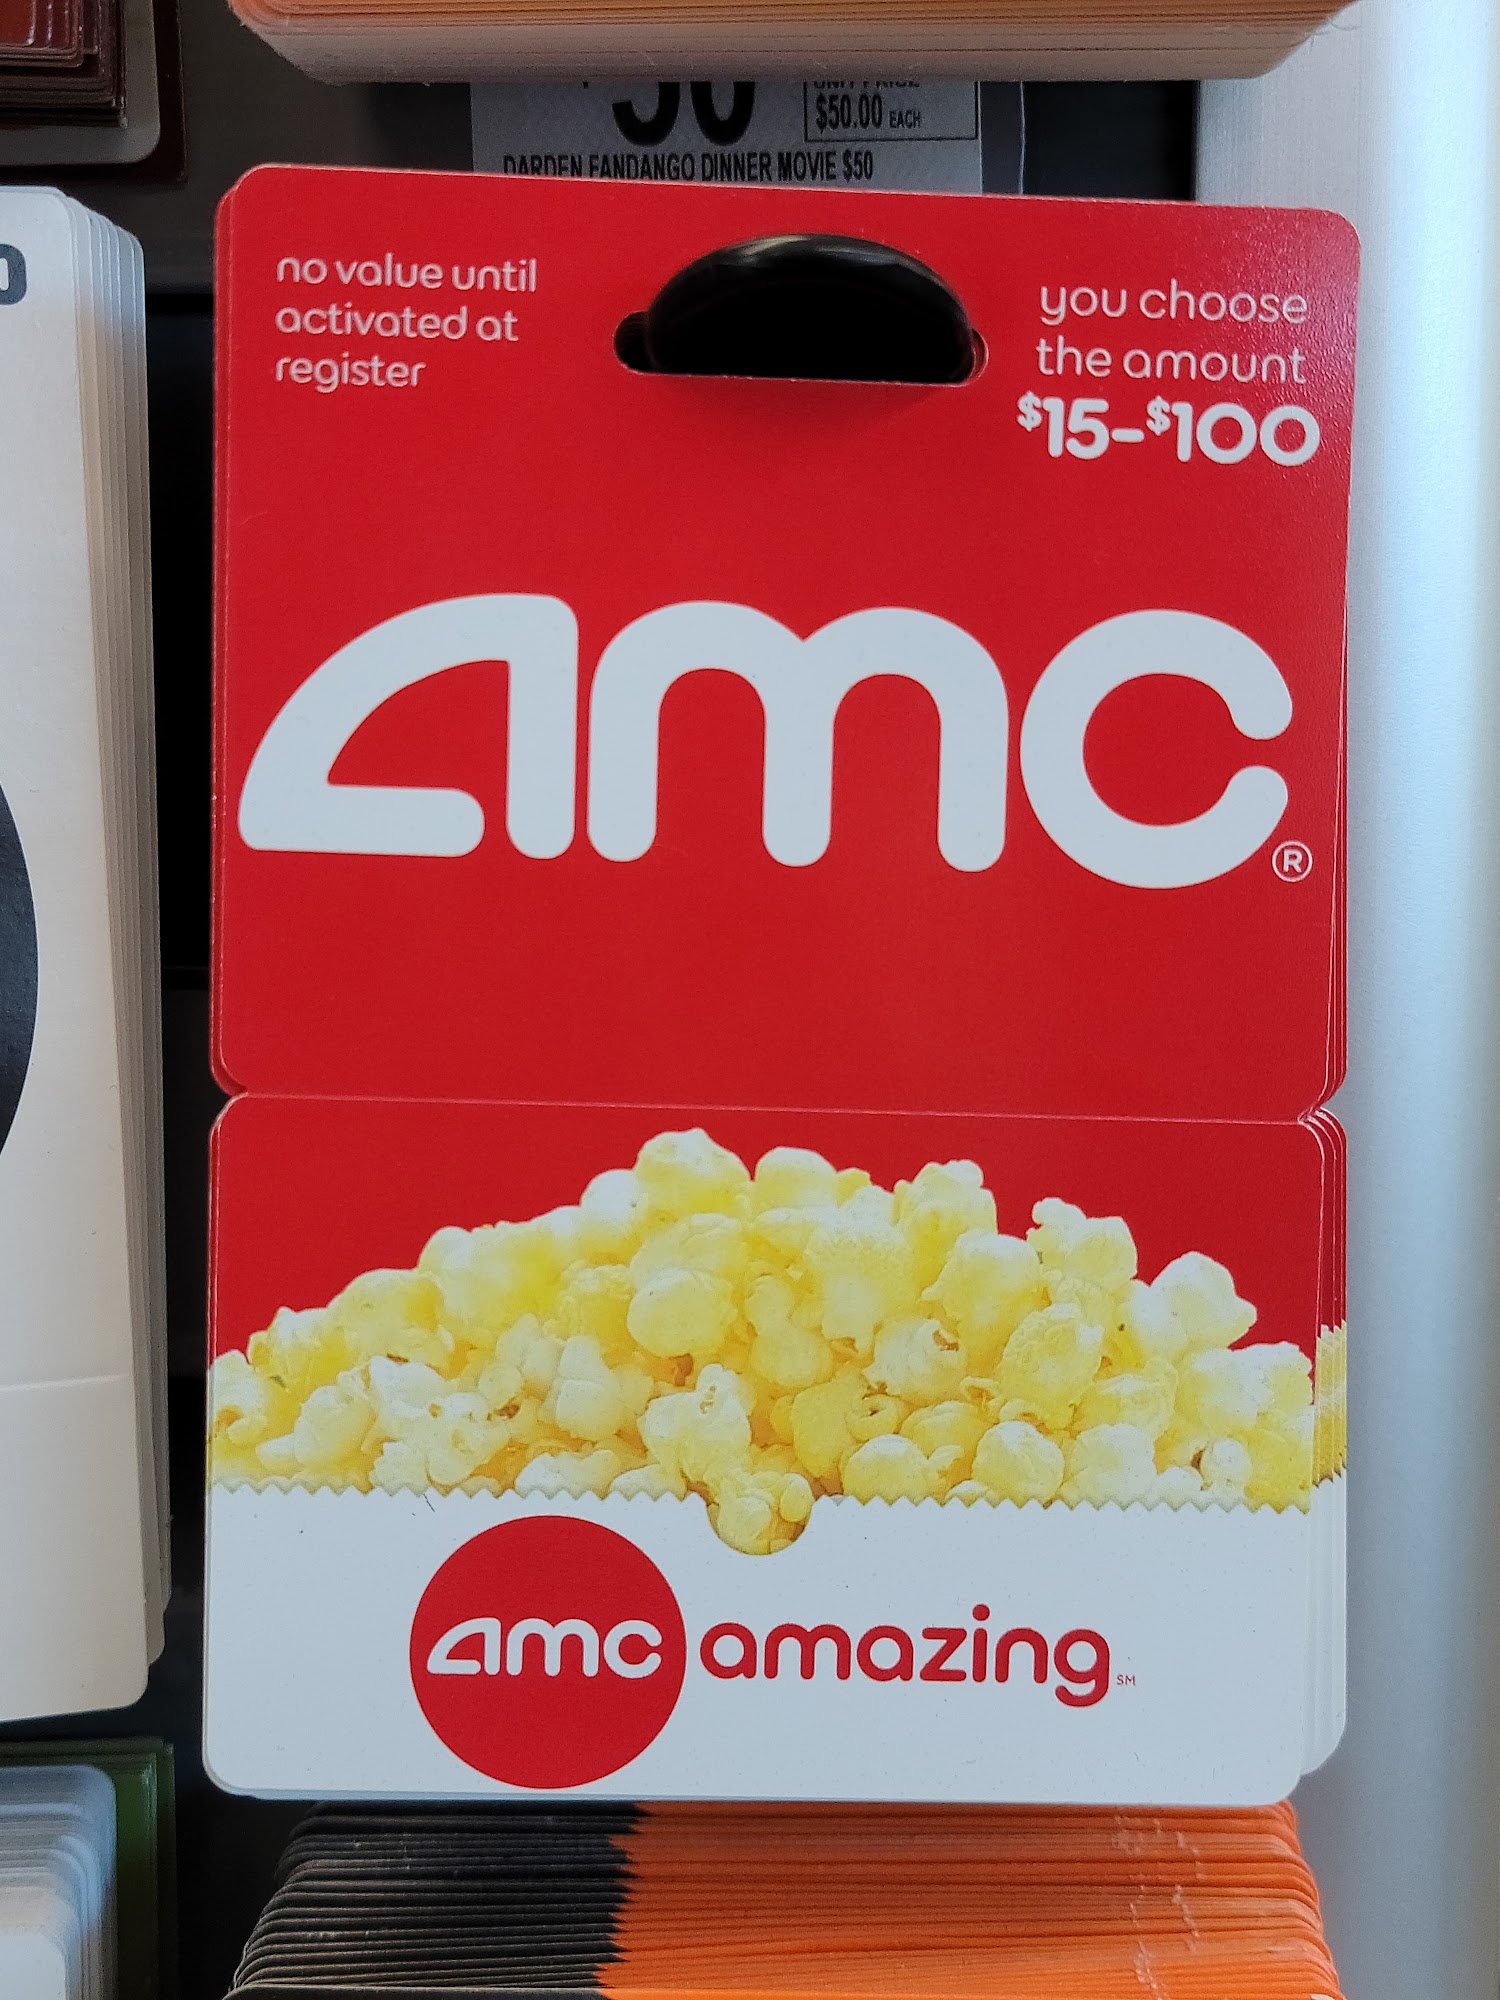 $50.00 EACH
DARDEN FANDANGO DINNER MOVIE $50
no value until
activated at
register
you choose
the amount
$15-$100
amc®
amc amazing SM